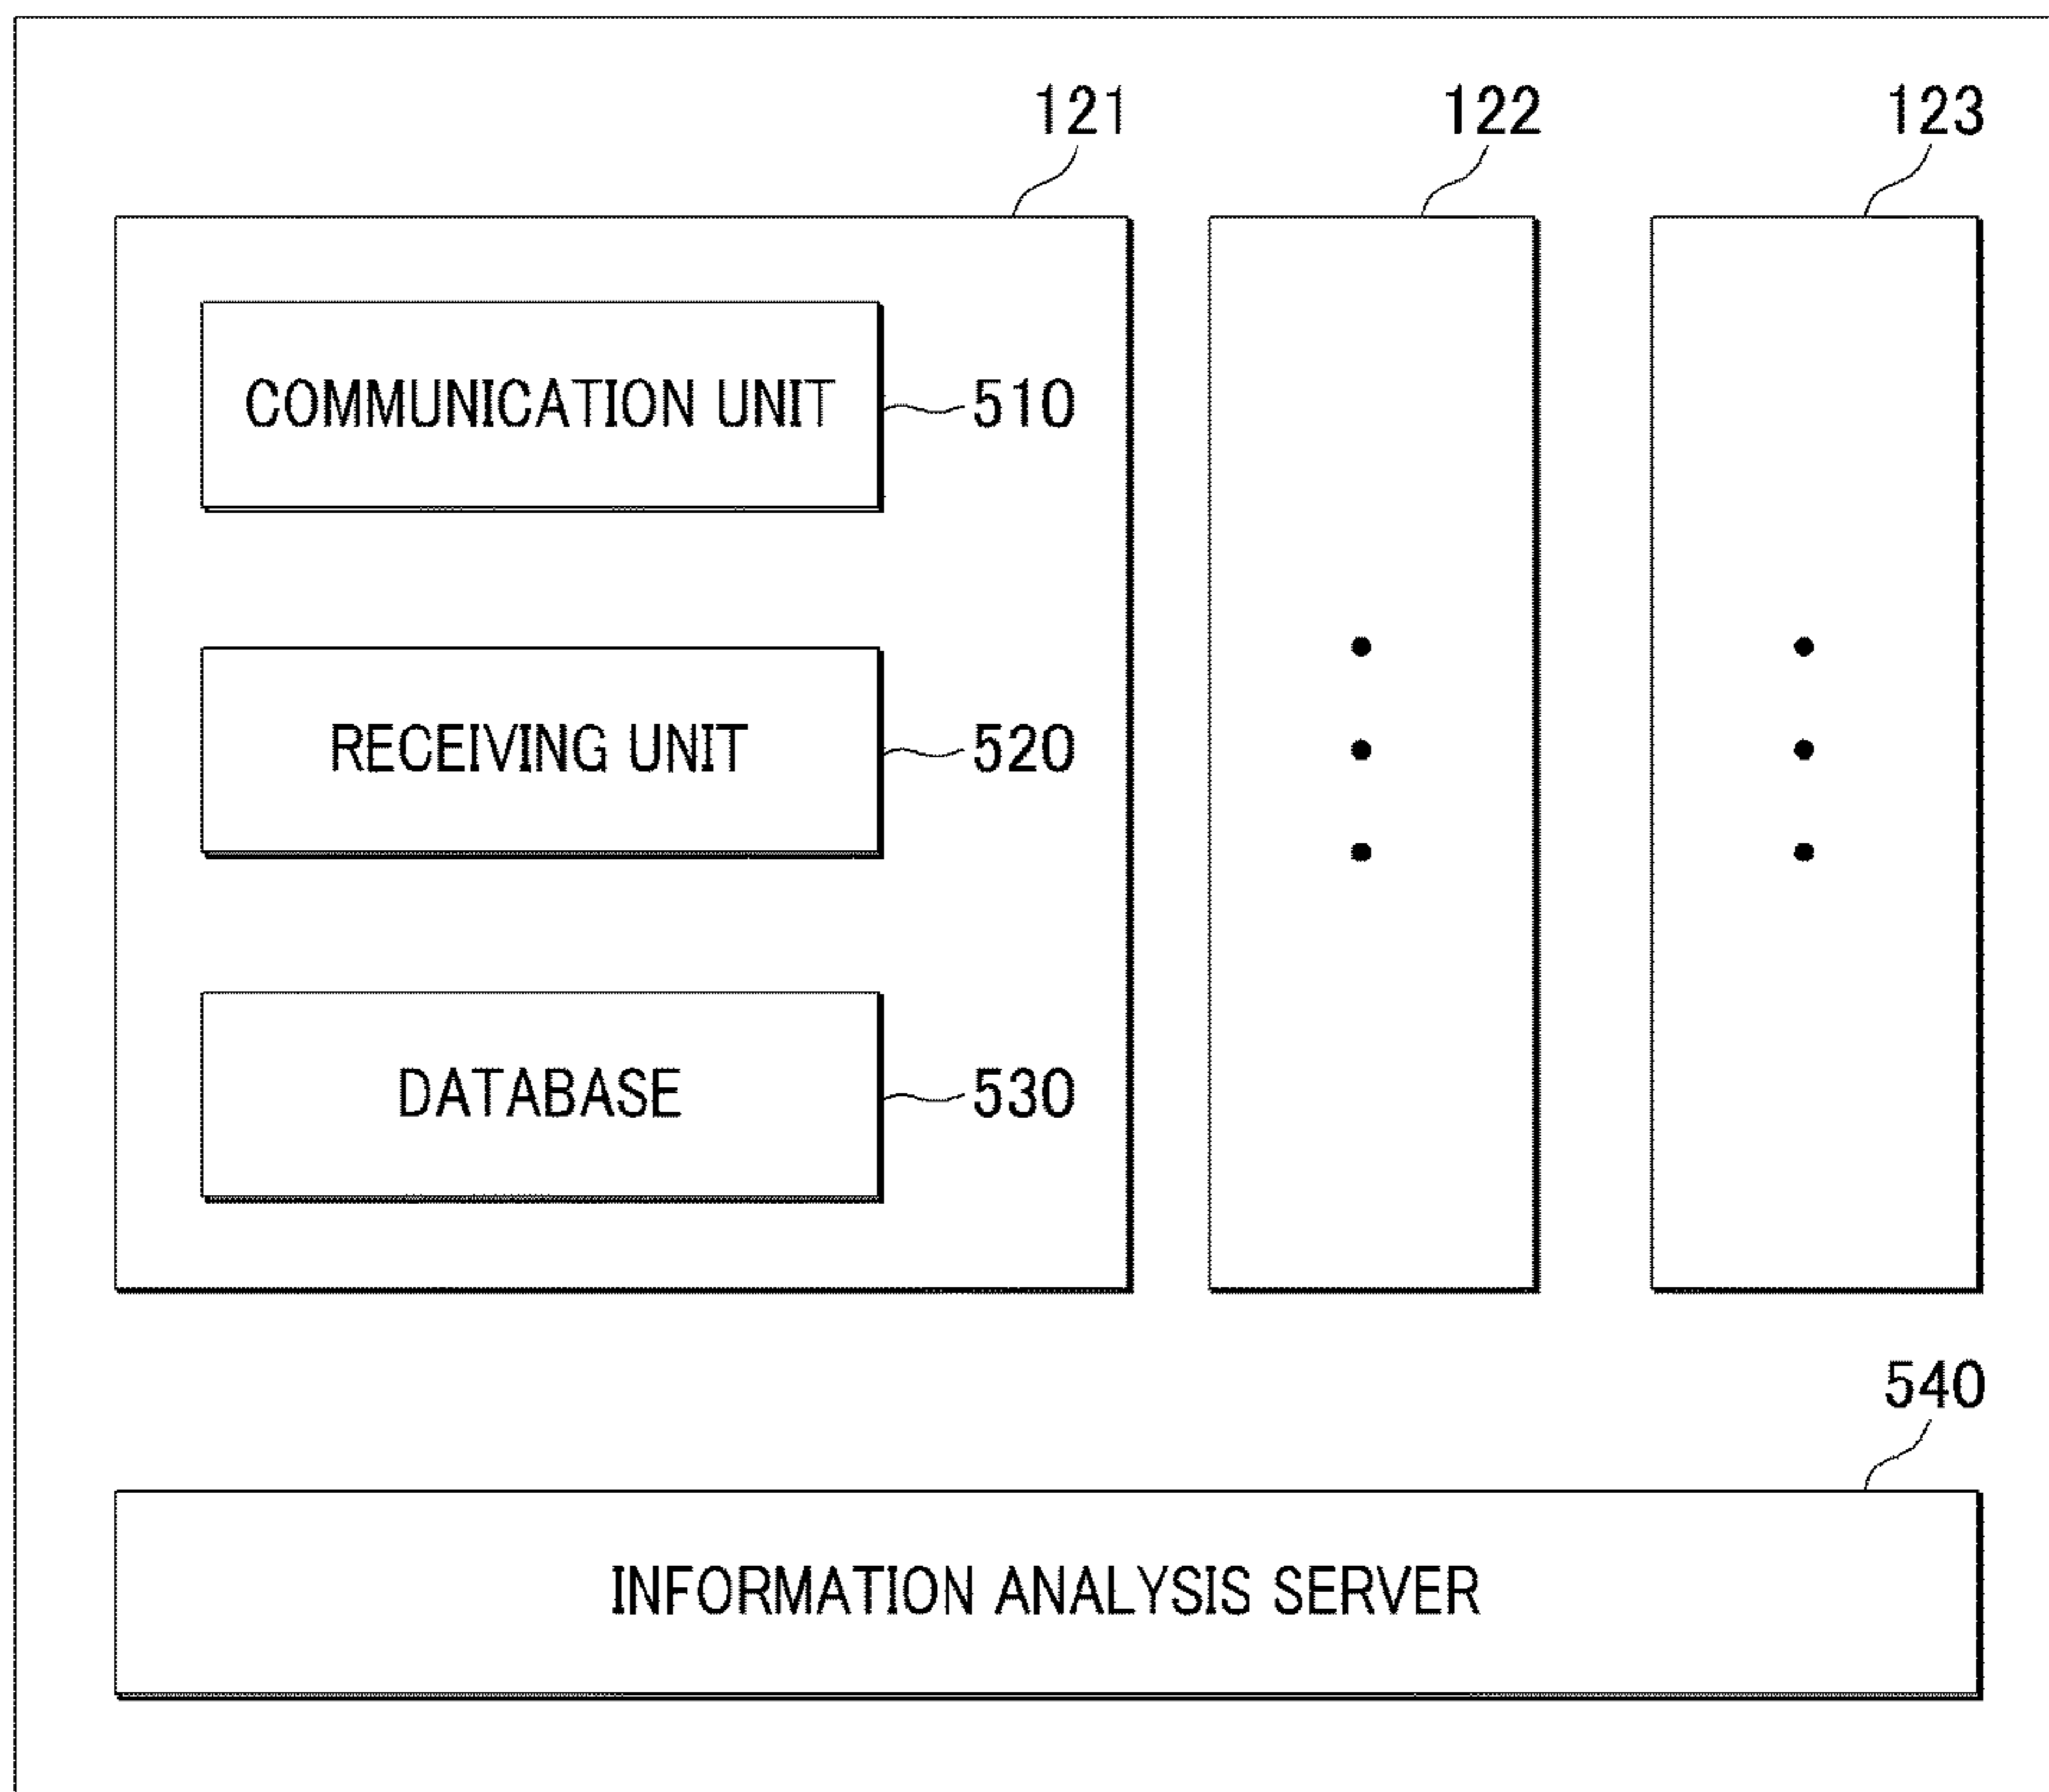 121
122
123
COMMUNICATION UNIT
510
RECEIVING UNIT
520
DATABASE
530
540
INFORMATION ANALYSIS SERVER